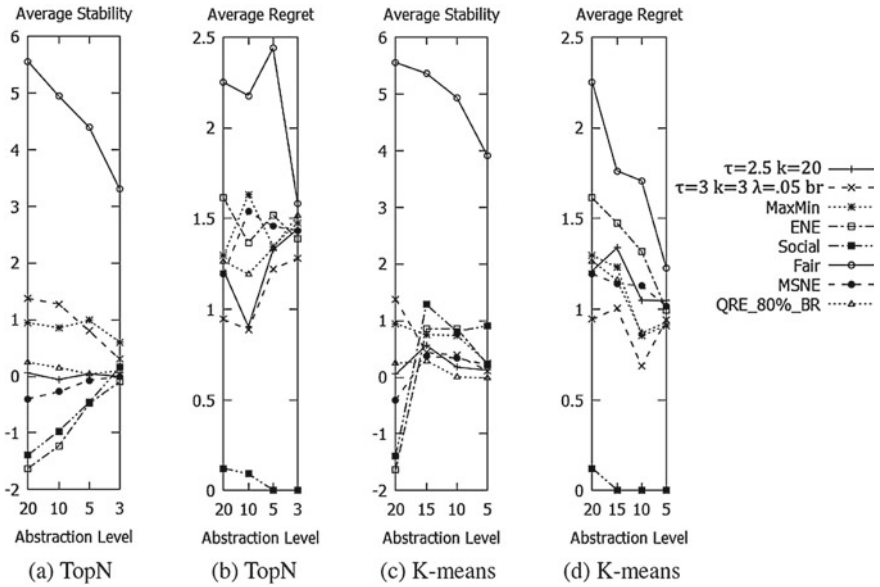 Average Stability
6
5
4
3
2
1
0
-1
-2
20 10 5 3
Abstraction Level
(a) TopN
Average Regret
2.5
2
1.5
1
0.5
0
20 10 5 3
Abstraction Level
(b) TopN
Average Stability
6
5
4
3
2
1
0
-1
-2
20 15 10 5
Abstraction Level
(c) K-means
Average Regret
2.5
2
1.5
1
0.5
0
20 15 10 5
Abstraction Level
(d) K-means
τ=2.5 k=20
τ=3 k=3 λ=.05 br
MaxMin
ENE
Social
Fair
MSNE
QRE_80%_BR